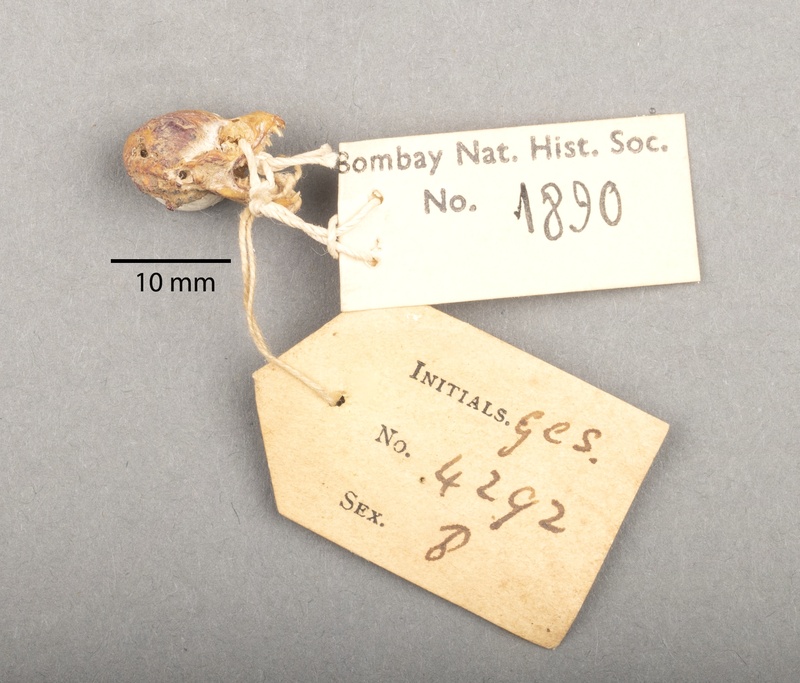 Bombay Nat. Hist. Soc.
No. 1890
10 mm
INITIALS. Ges.
No. 4292
SEX.